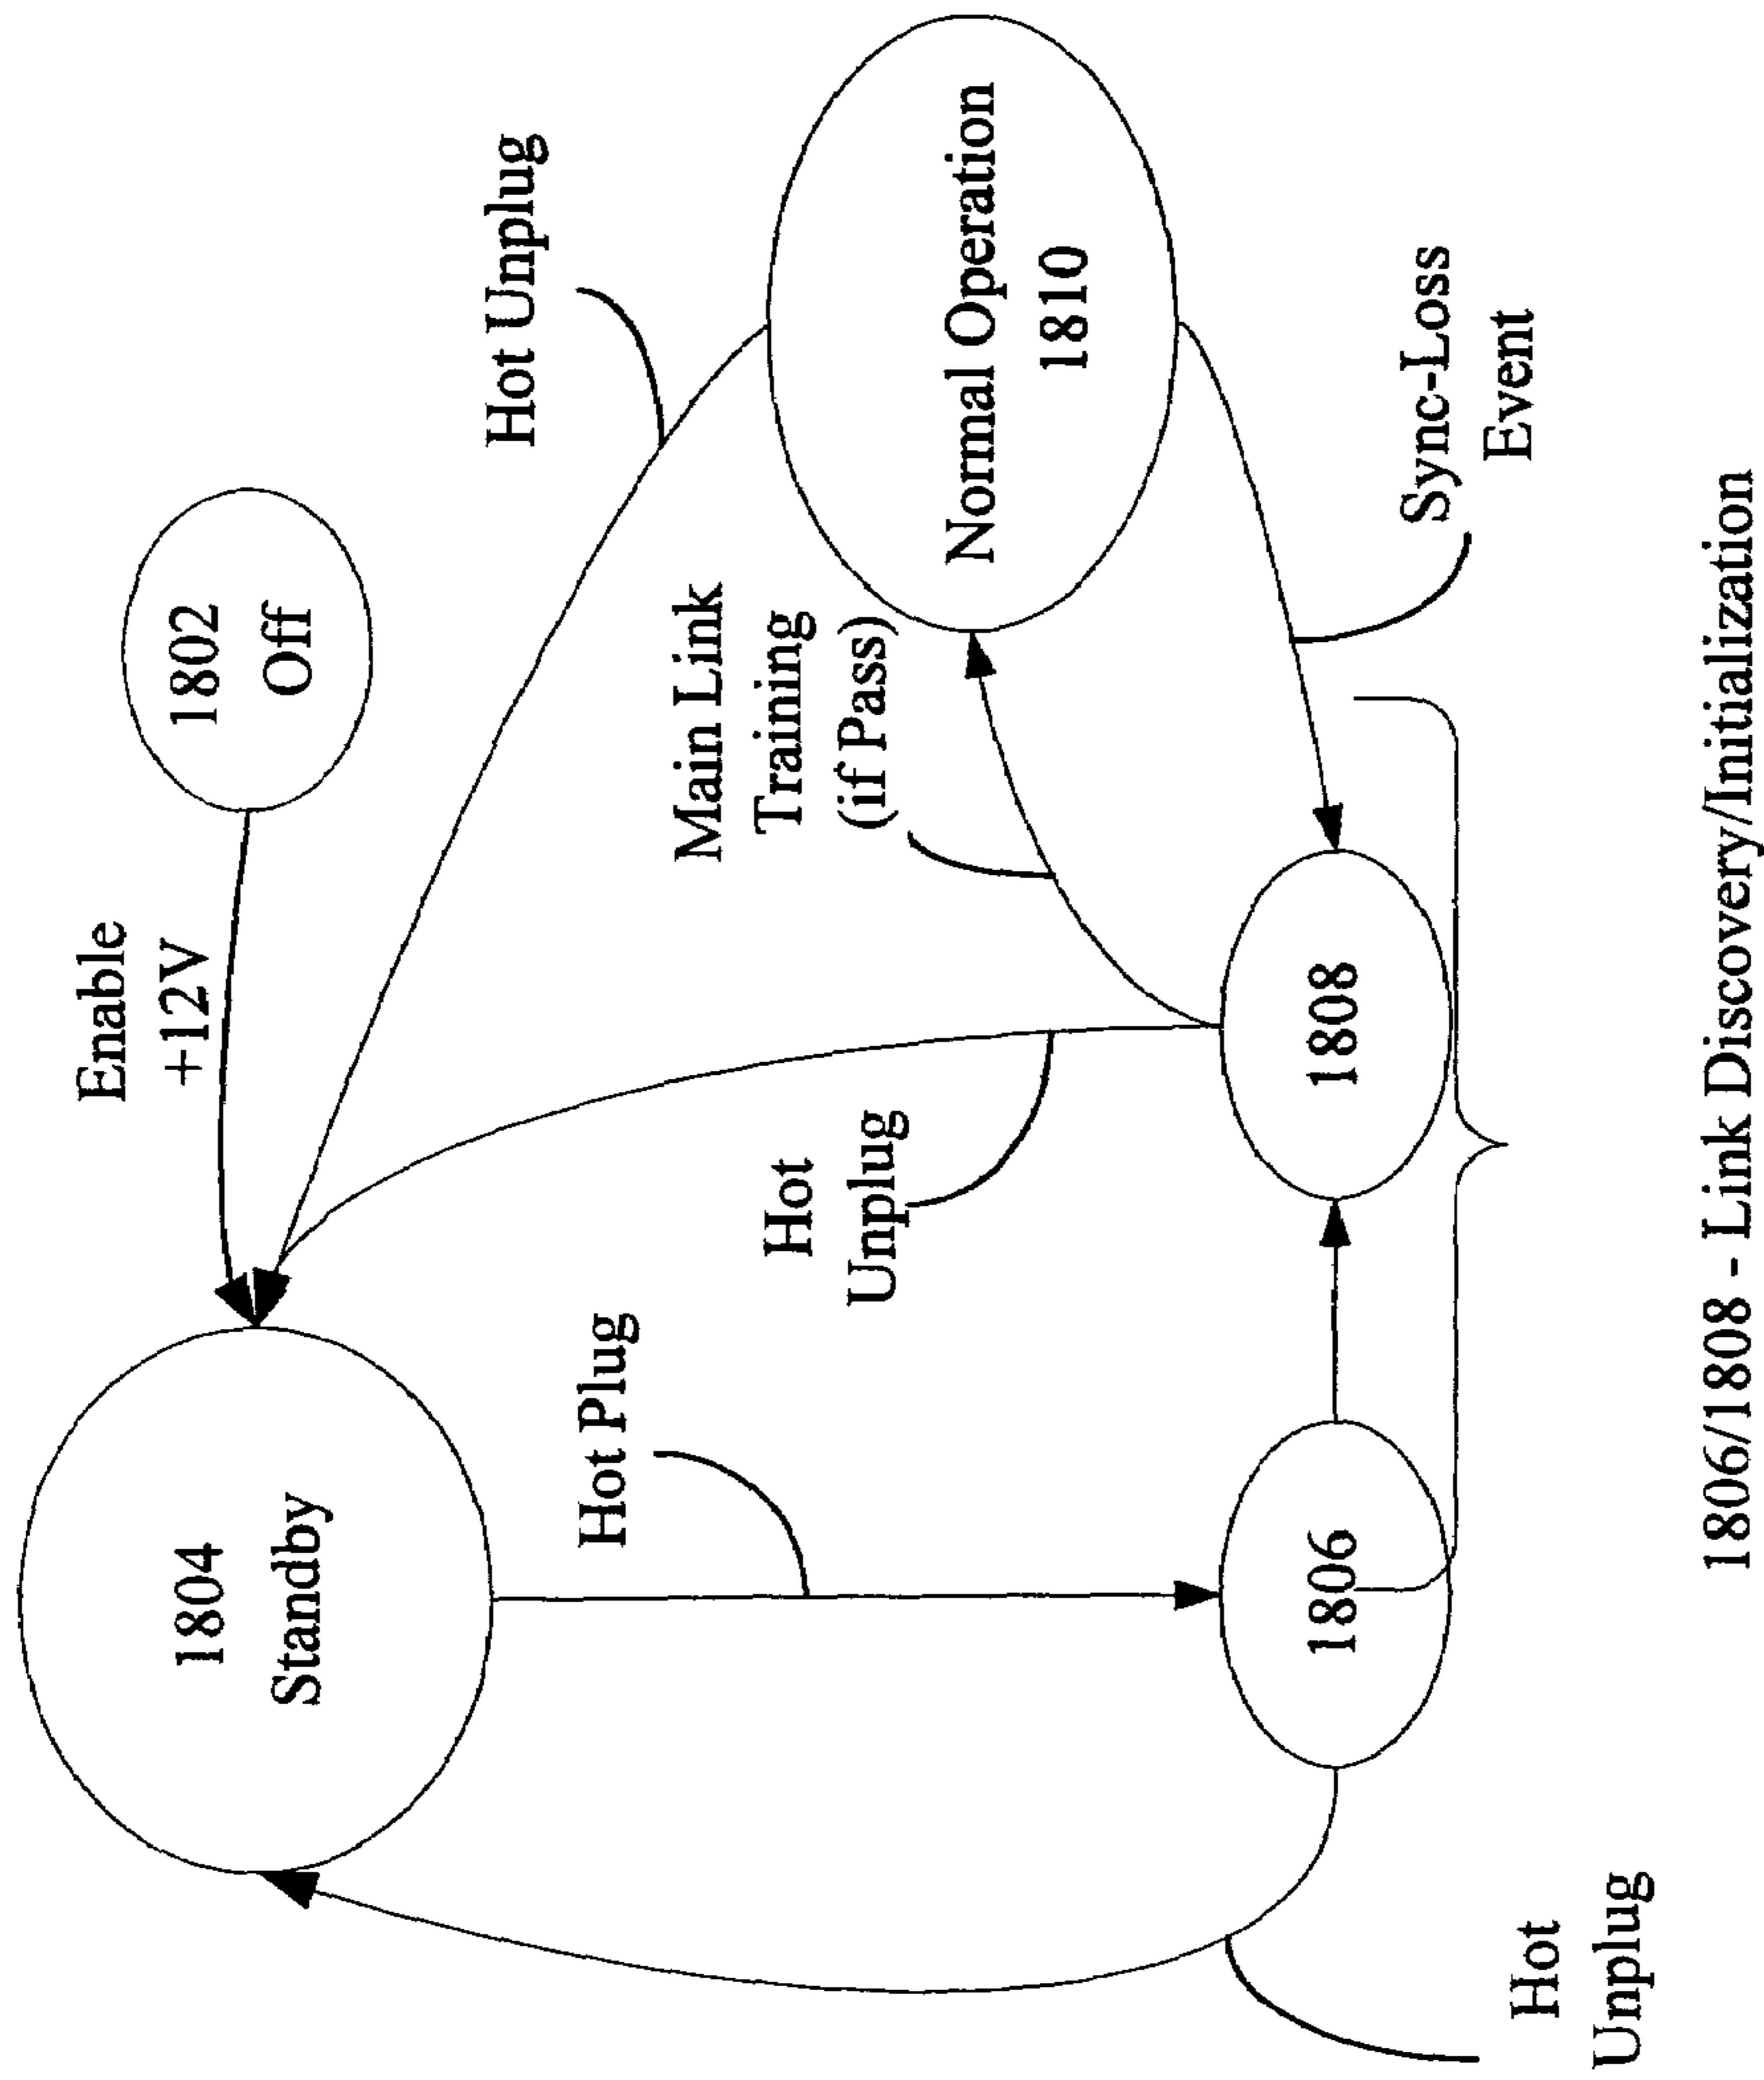 1804
Standby
Enable
+12V
1802
Off
Hot Unplug
Hot Plug
Main Link
Training
(if Pass)
Hot
Unplug
Normal Operation
1810
Hot
Unplug
1806
1808
Sync-Loss
Event
1806/1808 - Link Discovery/Initialization